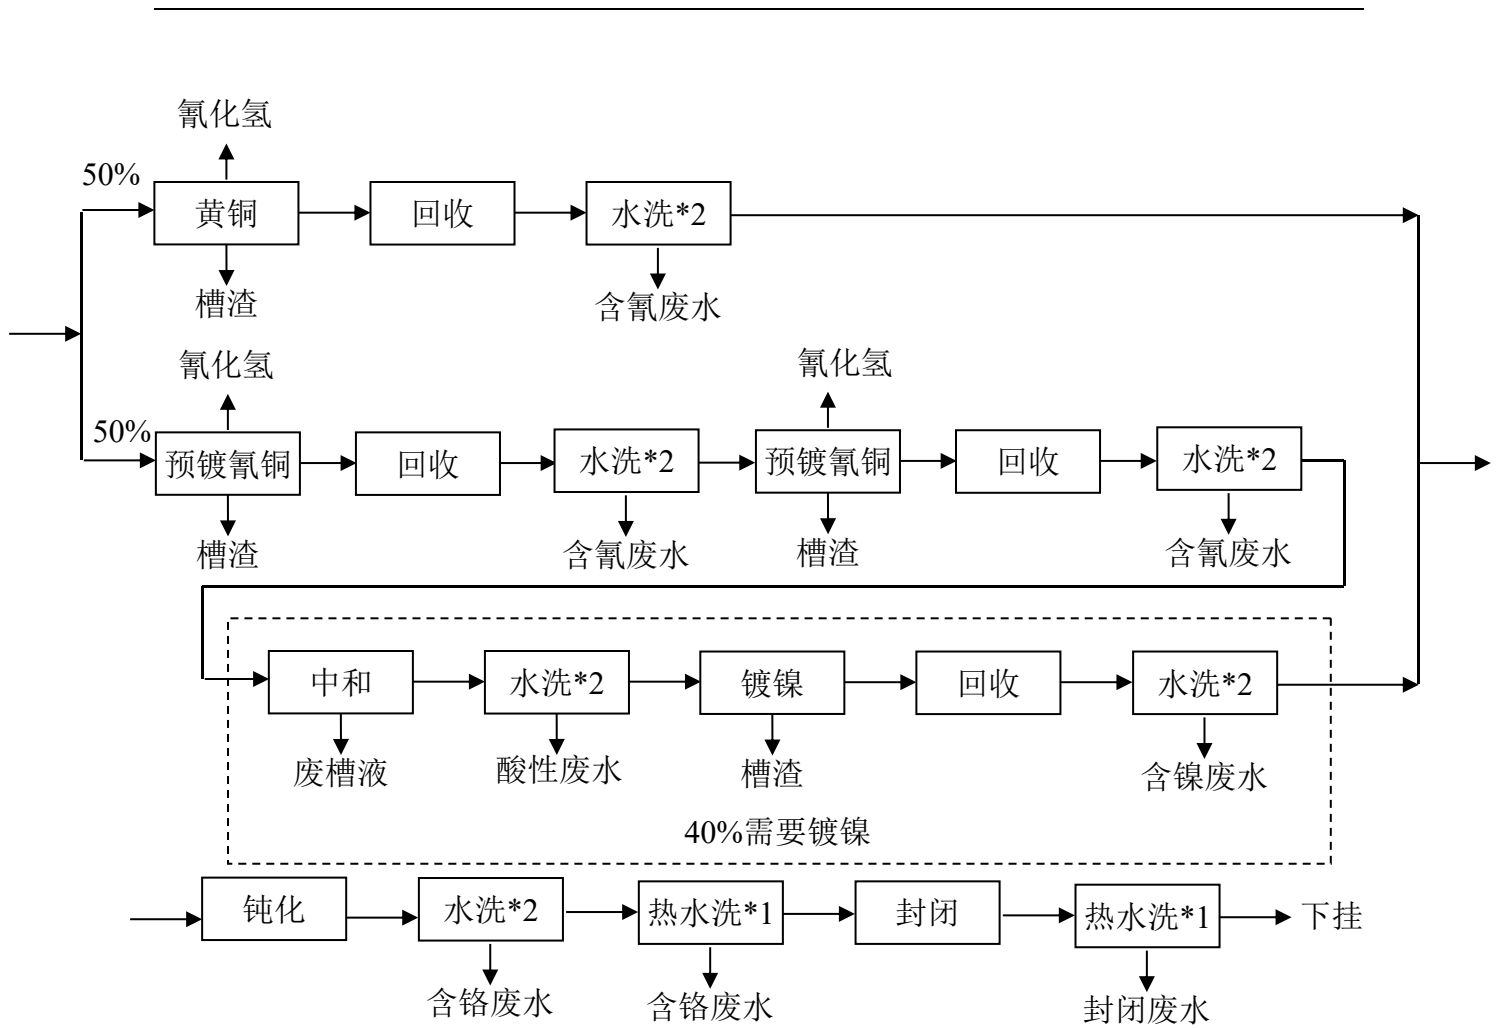 氰化氢
50%
黄铜
回收
水洗*2
槽渣
含氰废水
氰化氢
氰化氢
50%
预镀氰铜
回收
水洗*2
预镀氰铜
回收
水洗*2
槽渣
含氰废水
槽渣
含氰废水
中和
水洗*2
镀镍
回收
水洗*2
废槽液
酸性废水
槽渣
含镍废水
40%需要镀镍
钝化
水洗*2
热水洗*1
封闭
热水洗*1
下挂
含铬废水
含铬废水
封闭废水